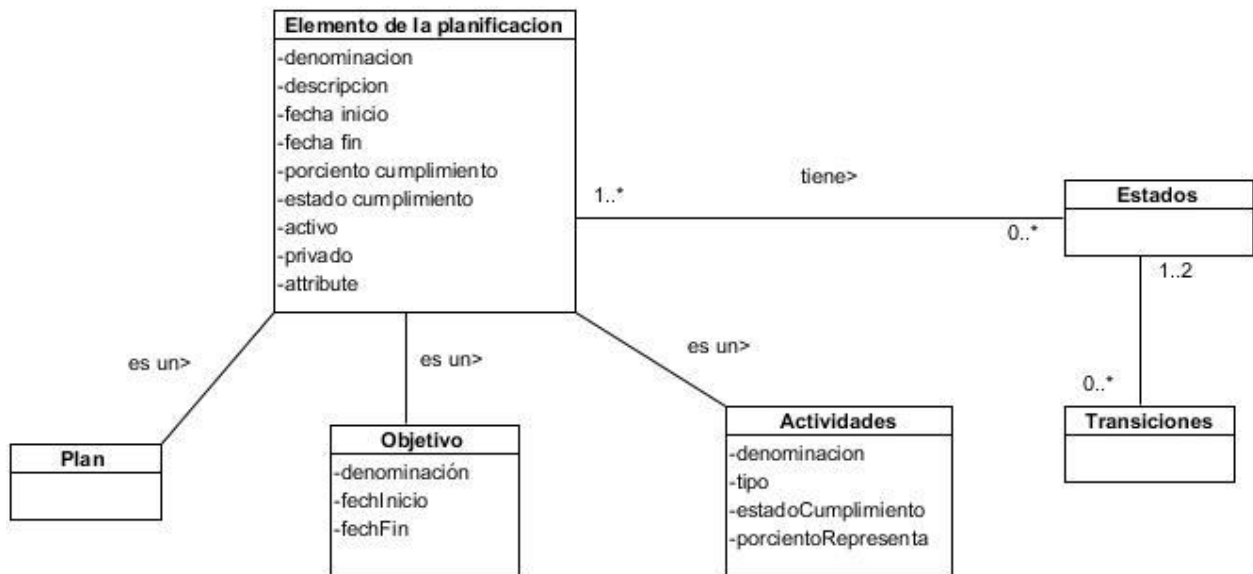 Elemento de la planificacion
-denominacion
-descripcion
-fecha inicio
-fecha fin
-porciento cumplimiento
-estado cumplimiento
-activo
-privado
-attribute
tiene>
1..*
0..*
Estados
1..2
0..*
Transiciones
es un>
es un>
es un>
Plan
Objetivo
-denominación
-fechInicio
-fechFin
Actividades
-denominacion
-tipo
-estadoCumplimiento
-porcientoRepresenta